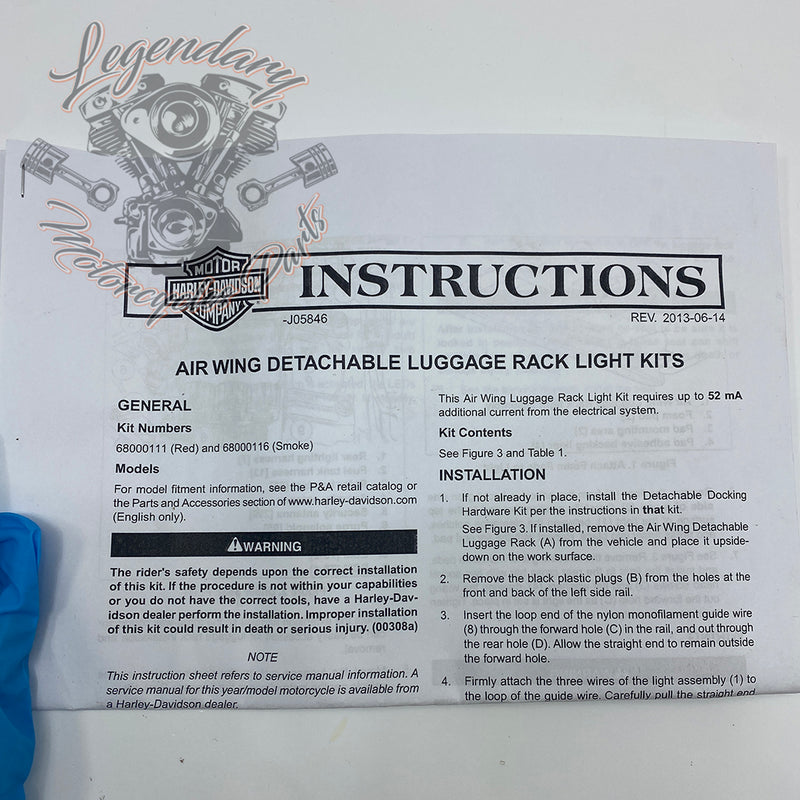 Legendary
Motorcycle Parts
MOTOR
HARLEY-DAVIDSON
COMPANY
INSTRUCTIONS
-J05846
REV. 2013-06-14
AIR WING DETACHABLE LUGGAGE RACK LIGHT KITS
GENERAL
Kit Numbers
68000111 (Red) and 68000116 (Smoke)
Models
For model fitment information, see the P&A retail catalog or
the Parts and Accessories section of www.harley-davidson.com
(English only).
WARNING
The rider's safety depends upon the correct installation
of this kit. If the procedure is not within your capabilities
or you do not have the correct tools, have a Harley-Dav-
idson dealer perform the installation. Improper installation
of this kit could result in death or serious injury. (00308a)
NOTE
This instruction sheet refers to service manual information. A
service manual for this year/model motorcycle is available from
a Harley-Davidson dealer.
This Air Wing Luggage Rack Light Kit requires up to 52 mA
additional current from the electrical system.
Kit Contents
See Figure 3 and Table 1.
INSTALLATION
1. If not already in place, install the Detachable Docking
Hardware Kit per the instructions in that kit.
See Figure 3. If installed, remove the Air Wing Detachable
Luggage Rack (A) from the vehicle and place it upside-
down on the work surface.
2. Remove the black plastic plugs (B) from the holes at the
front and back of the left side rail.
3. Insert the loop end of the nylon monofilament guide wire
(8) through the forward hole (C) in the rail, and out through
the rear hole (D). Allow the straight end to remain outside
the forward hole.
4. Firmly attach the three wires of the light assembly (1) to
the loop of the guide wire. Carefully pull the straight end